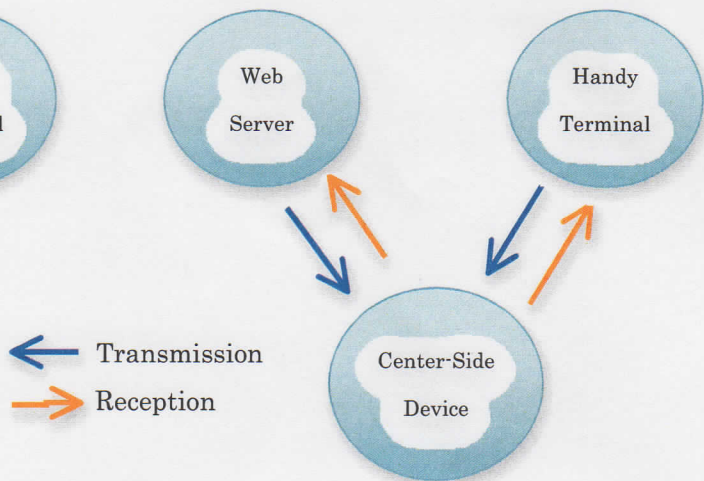 Web
Server
Handy
Terminal
Transmission
Reception
Center-Side
Device